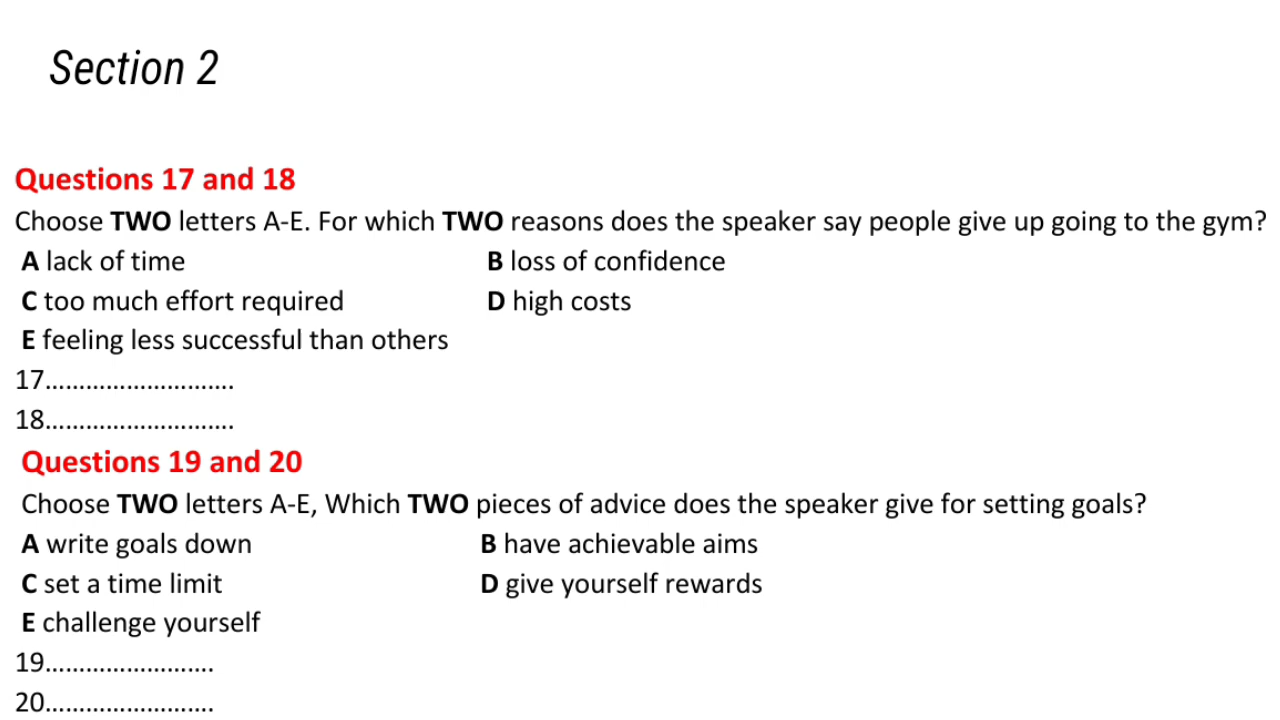 Section 2
Questions 17 and 18
Choose TWO letters A-E. For which TWO reasons does the speaker say people give up going to the gym?
A lack of time B loss of confidence
C too much effort required D high costs
E feeling less successful than others
17............................
18............................
Questions 19 and 20
Choose TWO letters A-E, Which TWO pieces of advice does the speaker give for setting goals?
A write goals down B have achievable aims
C set a time limit D give yourself rewards
E challenge yourself
19.........................
20.........................